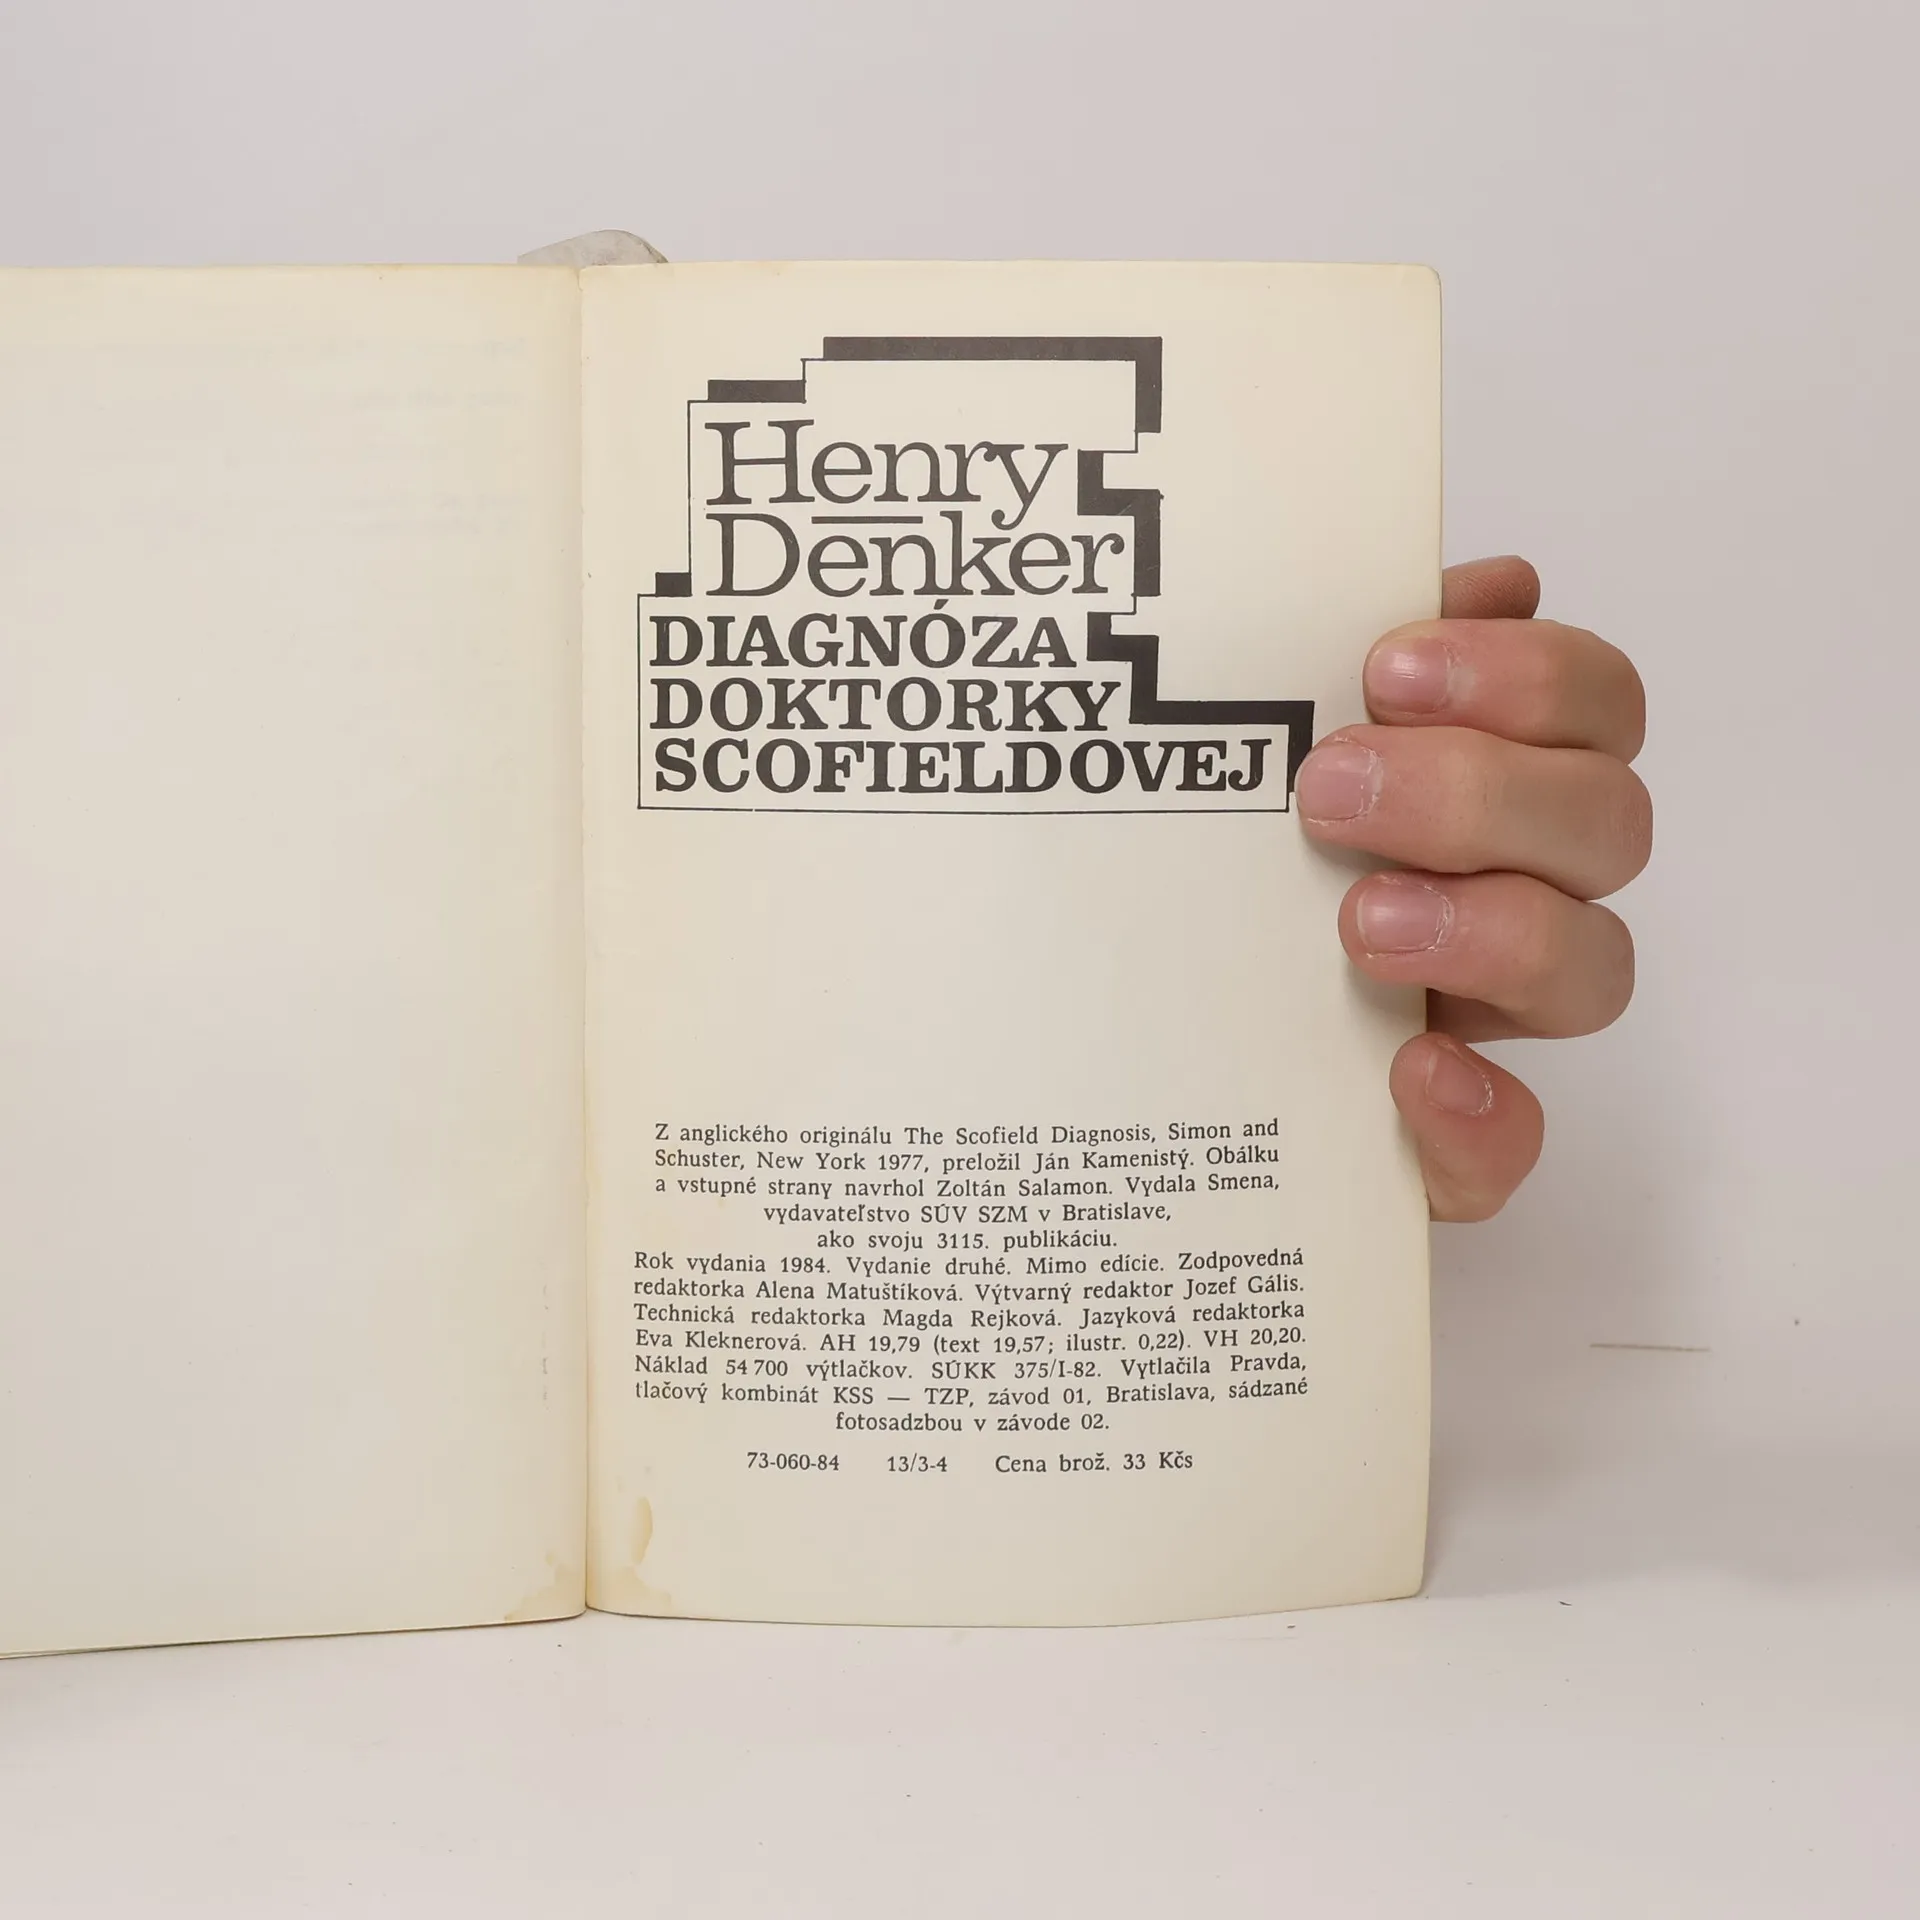 Henry
Denker
DIAGNÓZA
DOKTORKY
SCOFIELDOVEJ
Z anglického originálu The Scofield Diagnosis, Simon and
Schuster, New York 1977, preložil Ján Kamenistý. Obálku
a vstupné strany navrhol Zoltán Salamon. Vydala Smena,
vydavateľstvo SÚV SZM v Bratislave,
ako svoju 3115. publikáciu.
Rok vydania 1984. Vydanie druhé. Mimo edície. Zodpovedná
redaktorka Alena Matuštíková. Výtvarný redaktor Jozef Gális.
Technická redaktorka Magda Rejková. Jazyková redaktorka
Eva Kleknerová. AH 19,79 (text 19,57; ilustr. 0,22). VH 20,20.
Náklad 54 700 výtlačkov. SÚKK 375/I-82. Vytlačila Pravda,
tlačový kombinát KSS — TZP, závod 01, Bratislava, sádzané
fotosadzbou v závode 02.
73-060-84 13/3-4 Cena brož. 33 Kčs